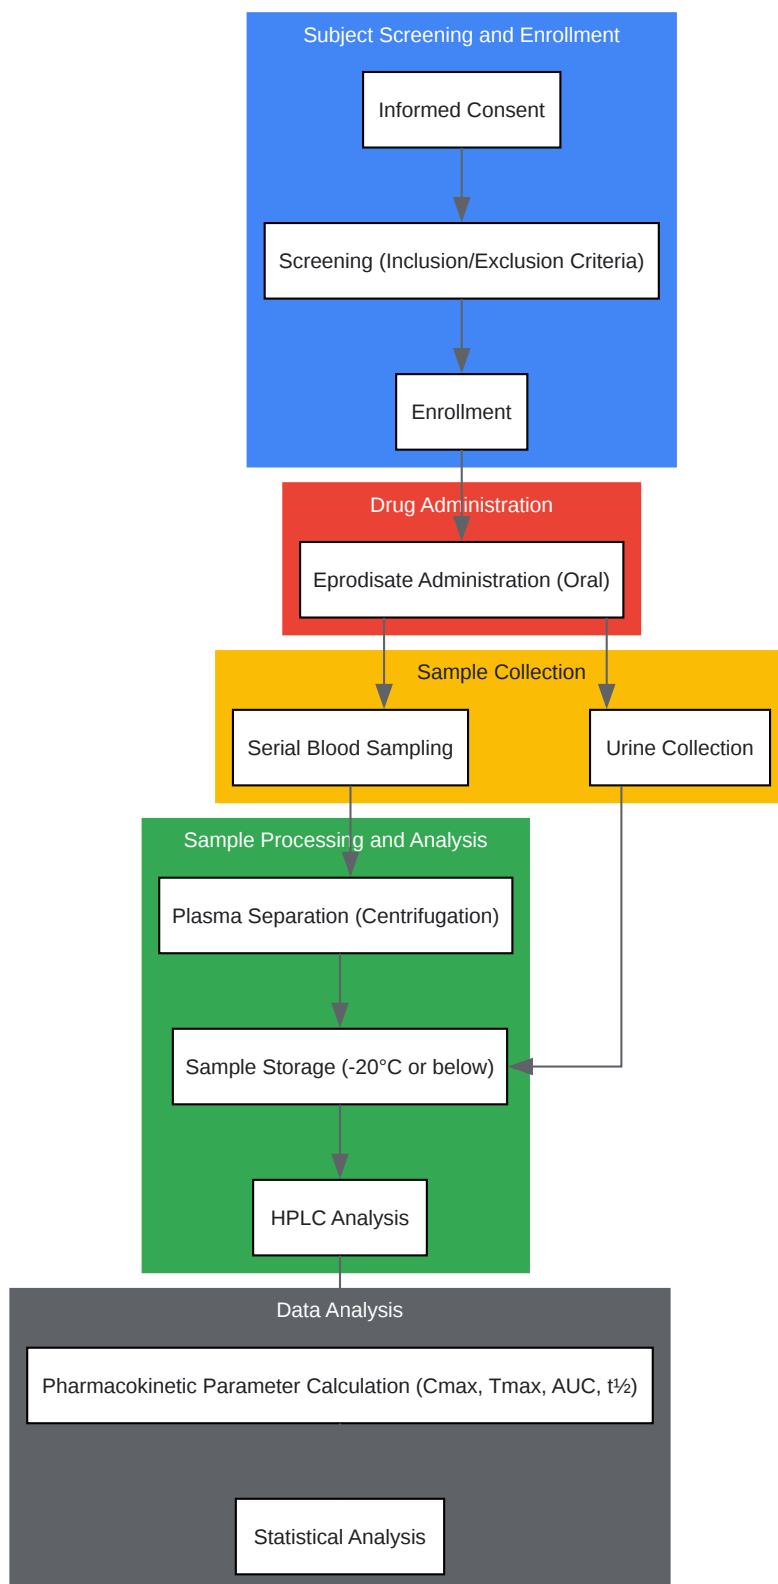 Subject Screening and Enrollment
Informed Consent
Screening (Inclusion/Exclusion Criteria)
Enrollment
Drug Administration
Eprodisate Administration (Oral)
Sample Collection
Serial Blood Sampling
Urine Collection
Sample Processing and Analysis
Plasma Separation (Centrifugation)
Sample Storage (-20°C or below)
HPLC Analysis
Data Analysis
Pharmacokinetic Parameter Calculation (Cmax, Tmax, AUC, t½)
Statistical Analysis